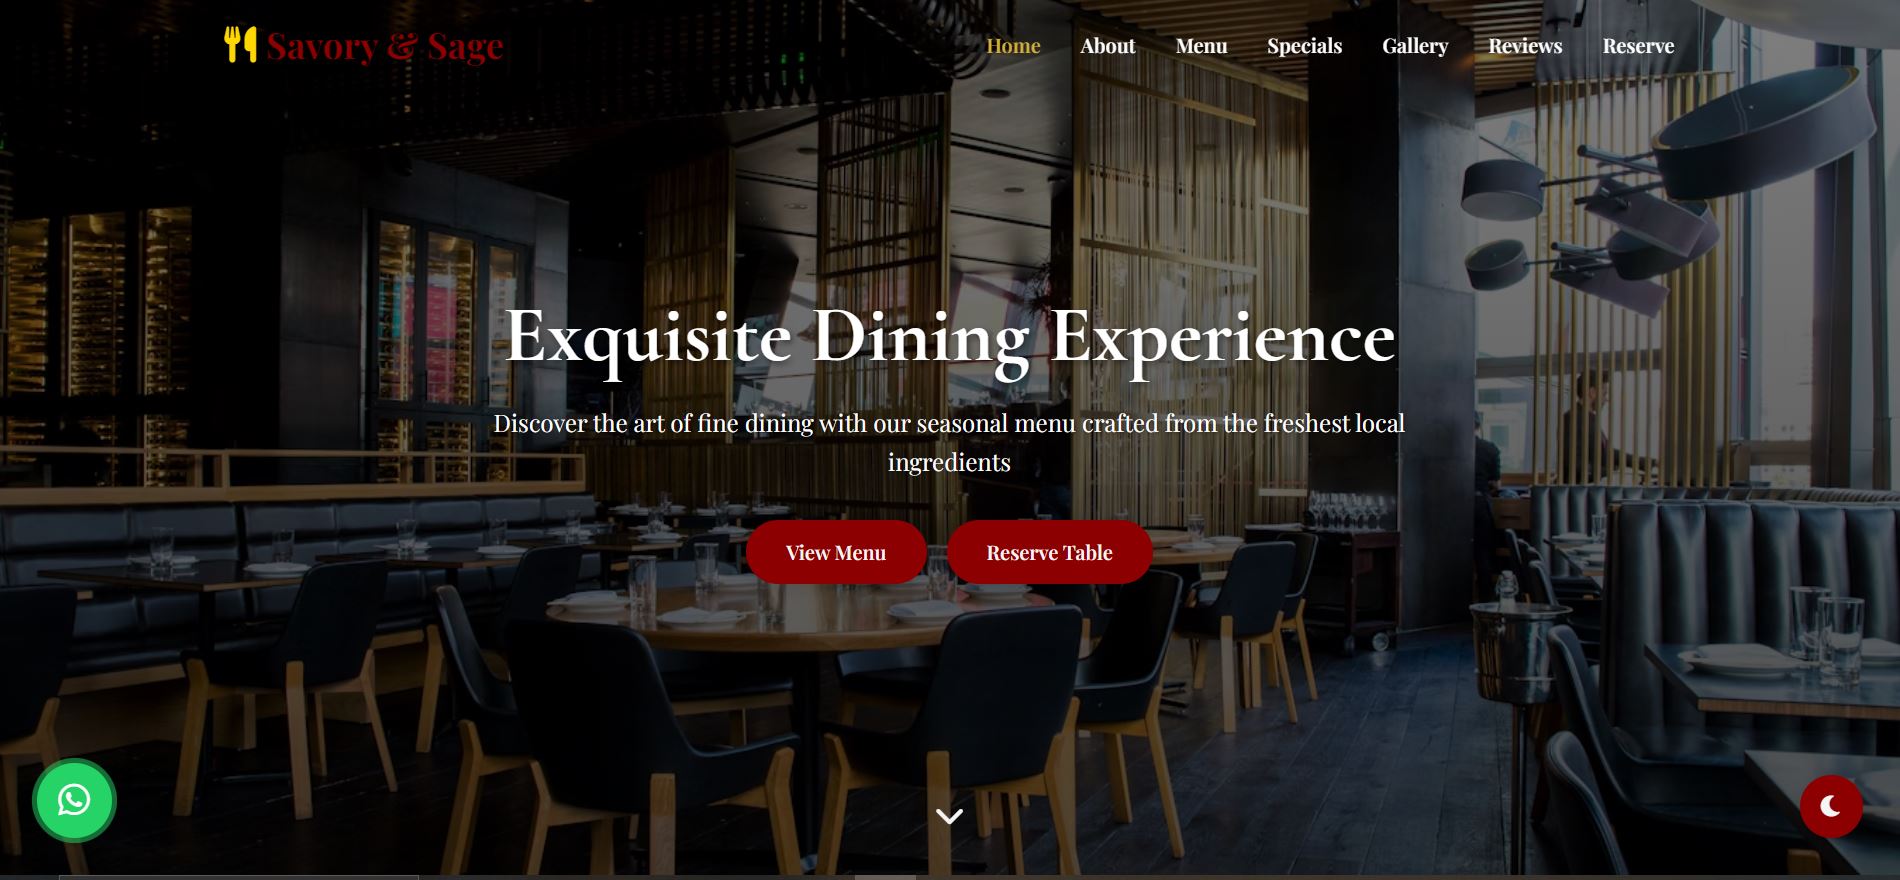 Savory & Sage
Home About Menu Specials Gallery Reviews Reserve
Exquisite Dining Experience
Discover the art of fine dining with our seasonal menu crafted from the freshest local
ingredients
View Menu Reserve Table